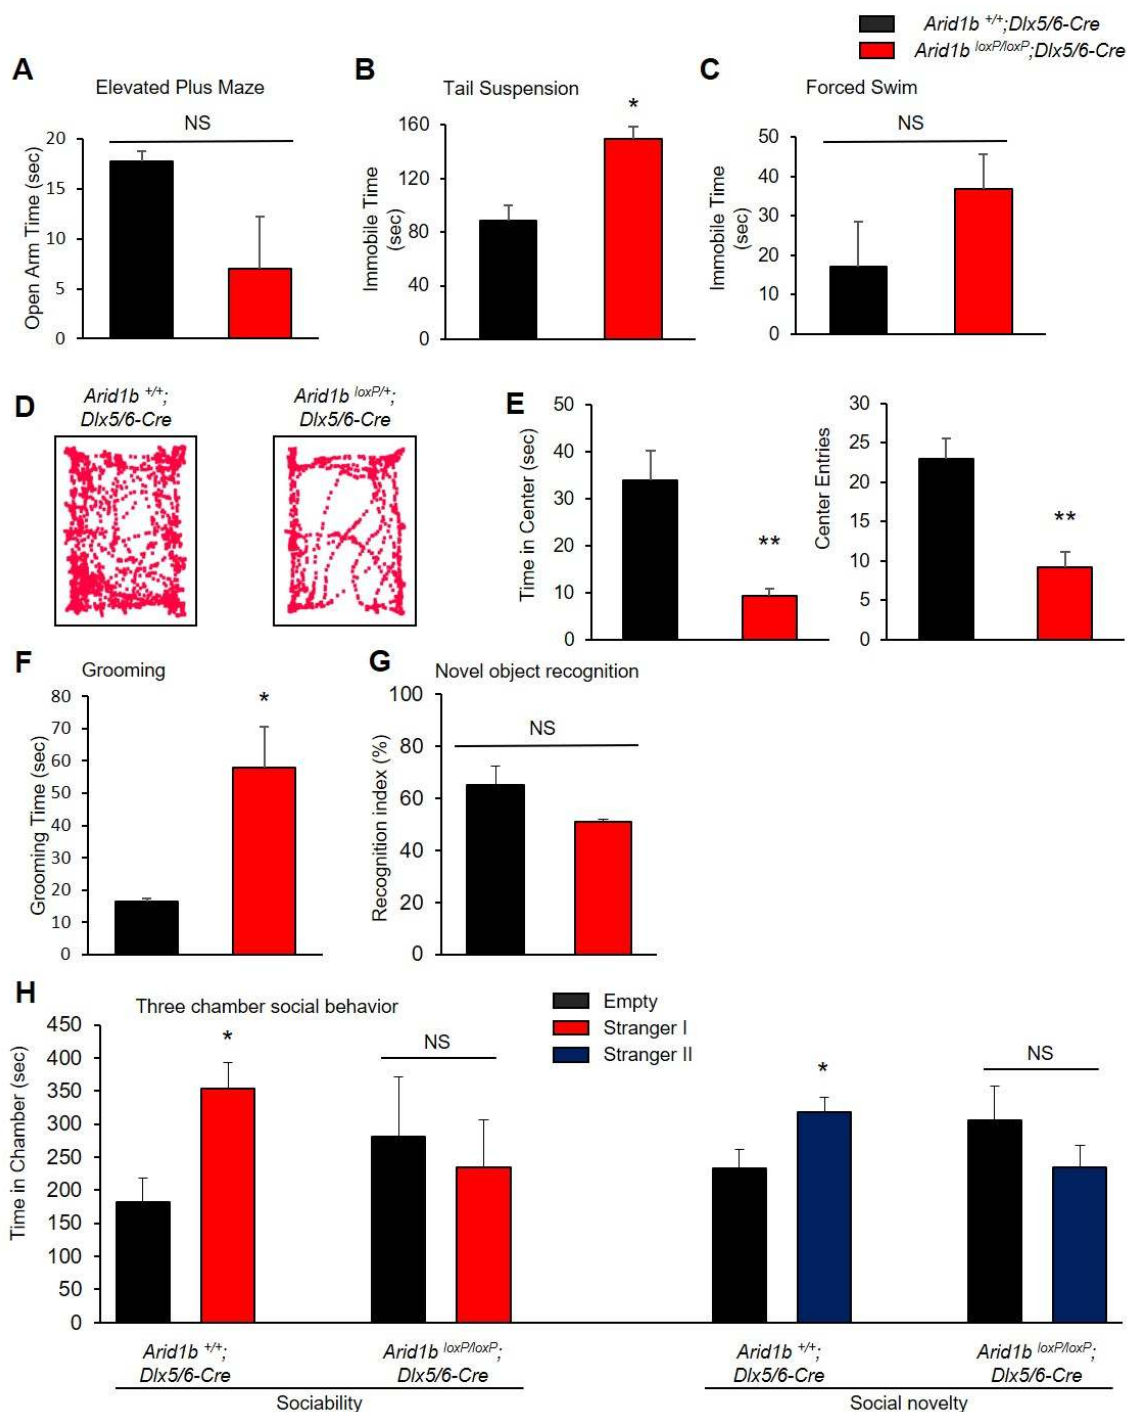 Arid1b +/+;Dlx5/6-Cre
Arid1b loxP/loxP;Dlx5/6-Cre
A
Elevated Plus Maze
NS
Open Arm Time (sec)
20
15
10
5
0
B
Tail Suspension
*
Immobile Time
(sec)
160
120
80
40
0
C
Forced Swim
NS
Immobile Time
(sec)
50
40
30
20
10
0
D
Arid1b +/+;
Dlx5/6-Cre
Arid1b loxP/+;
Dlx5/6-Cre
E
Time in Center (sec)
50
40
30
20
10
0
**
Center Entries
30
25
20
15
10
5
0
**
F
Grooming
Grooming Time (sec)
80
70
60
50
40
30
20
10
0
*
G
Novel object recognition
NS
Recognition index (%)
100
80
60
40
20
0
H
Three chamber social behavior
Empty
Stranger I
Stranger II
Time in Chamber (sec)
450
400
350
300
250
200
150
100
50
0
*
NS
*
NS
Arid1b +/+;
Dlx5/6-Cre
Arid1b loxP/loxP;
Dlx5/6-Cre
Sociability
Arid1b +/+;
Dlx5/6-Cre
Arid1b loxP/loxP;
Dlx5/6-Cre
Social novelty